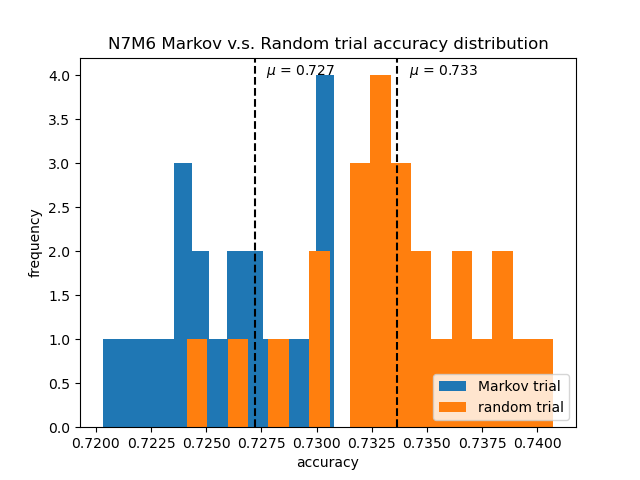 N7M6 Markov v.s. Random trial accuracy distribution
μ = 0.727
μ = 0.733
4.0
3.5
3.0
2.5
2.0
1.5
1.0
0.5
0.0
frequency
Markov trial
random trial
0.7200 0.7225 0.7250 0.7275 0.7300 0.7325 0.7350 0.7375 0.7400
accuracy